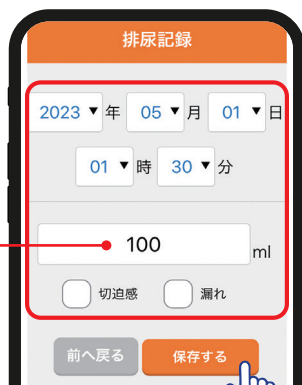 排尿記録
2023 ▼ 年 05 ▼ 月 01 ▼ 日
01 ▼ 時 30 ▼ 分
100 ml
切迫感 漏れ
前へ戻る 保存する